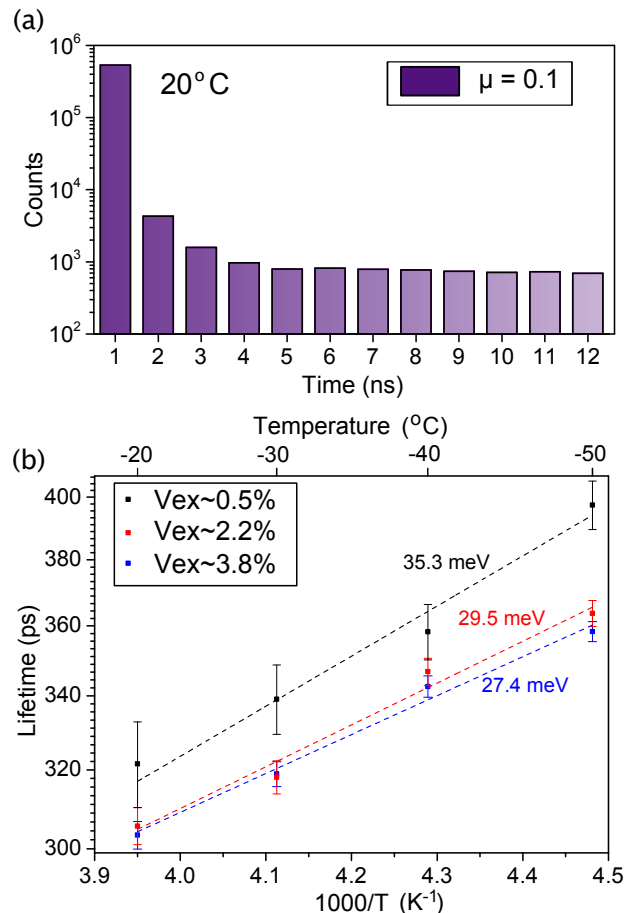 (a)
10^6
20°C
μ = 0.1
10^5
Counts
10^4
10^3
10^2
1 2 3 4 5 6 7 8 9 10 11 12
Time (ns)
Temperature (°C)
(b)
-20 -30 -40 -50
400
Vex~0.5%
Vex~2.2%
Vex~3.8%
380
35.3 meV
360
29.5 meV
27.4 meV
Lifetime (ps)
340
320
300
3.9 4.0 4.1 4.2 4.3 4.4 4.5
1000/T (K^-1)